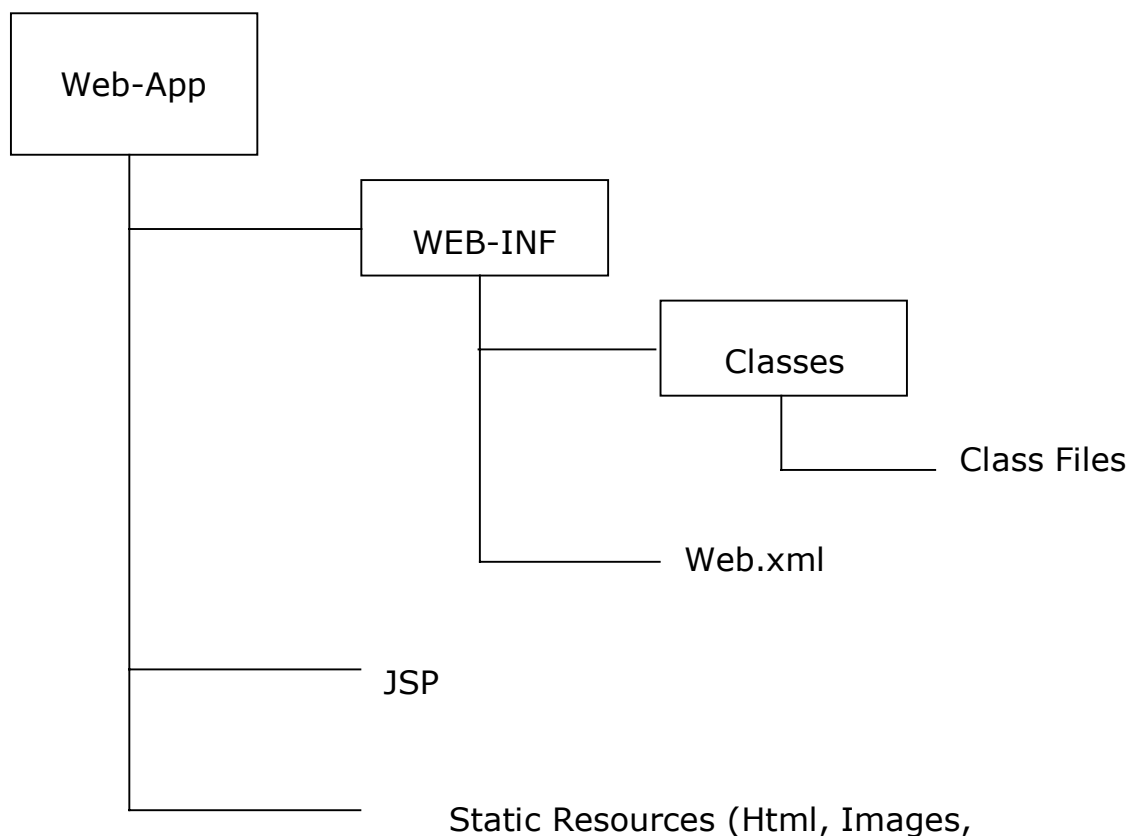 Web-App
WEB-INF
Classes
Class Files
Web.xml
JSP
Static Resources (Html, Images,